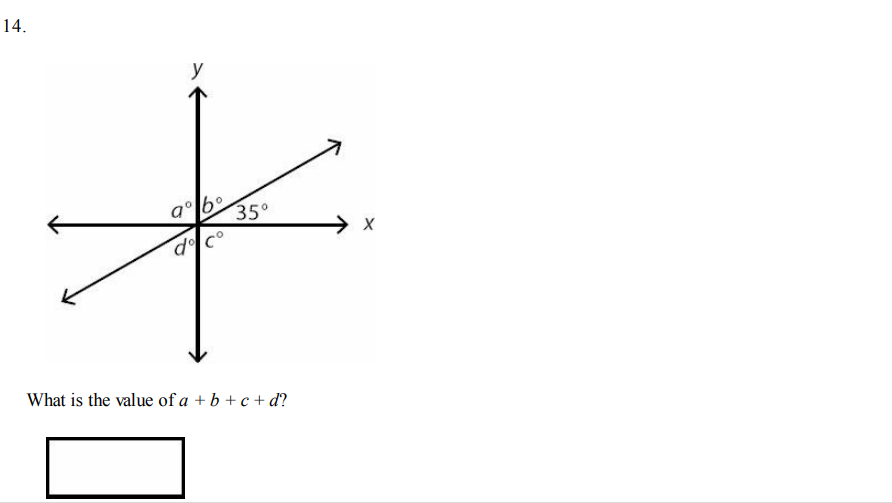 14.
y
a° b° 35°
x
d° c°
What is the value of a + b + c + d?